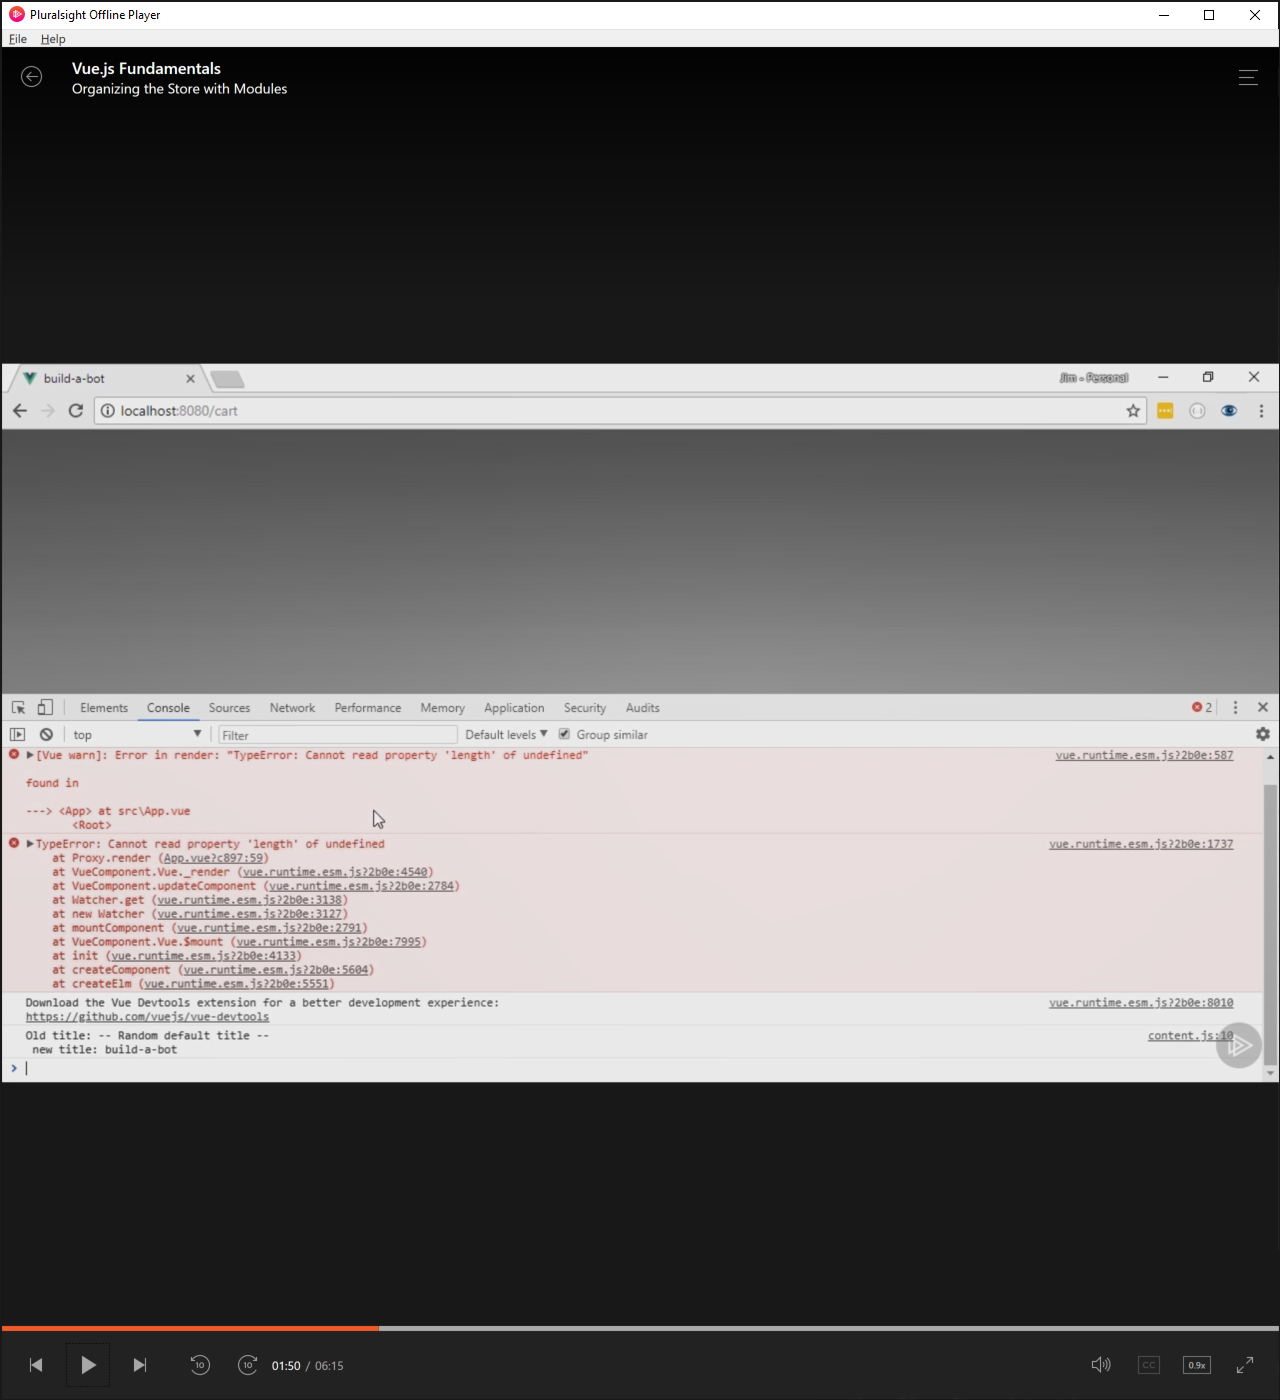 Pluralsight Offline Player
File Help
Vue.js Fundamentals
Organizing the Store with Modules
build-a-bot
Jim - Personal
localhost:8080/cart
Elements Console Sources Network Performance Memory Application Security Audits 2
top Filter Default levels Group similar
[Vue warn]: Error in render: "TypeError: Cannot read property 'length' of undefined" vue.runtime.esm.js?2b0e:587
found in
---> <App> at src\App.vue
<Root>
TypeError: Cannot read property 'length' of undefined vue.runtime.esm.js?2b0e:1737
at Proxy.render (App.vue?c897:59)
at VueComponent.Vue._render (vue.runtime.esm.js?2b0e:4540)
at VueComponent.updateComponent (vue.runtime.esm.js?2b0e:2784)
at Watcher.get (vue.runtime.esm.js?2b0e:3138)
at new Watcher (vue.runtime.esm.js?2b0e:3127)
at mountComponent (vue.runtime.esm.js?2b0e:2791)
at VueComponent.Vue.$mount (vue.runtime.esm.js?2b0e:7995)
at init (vue.runtime.esm.js?2b0e:4133)
at createComponent (vue.runtime.esm.js?2b0e:5604)
at createElm (vue.runtime.esm.js?2b0e:5551)
Download the Vue Devtools extension for a better development experience: vue.runtime.esm.js?2b0e:8010
https://github.com/vuejs/vue-devtools
Old title: -- Random default title -- content.js:10
new title: build-a-bot
>
10 10 01:50 / 06:15 CC 0.9x